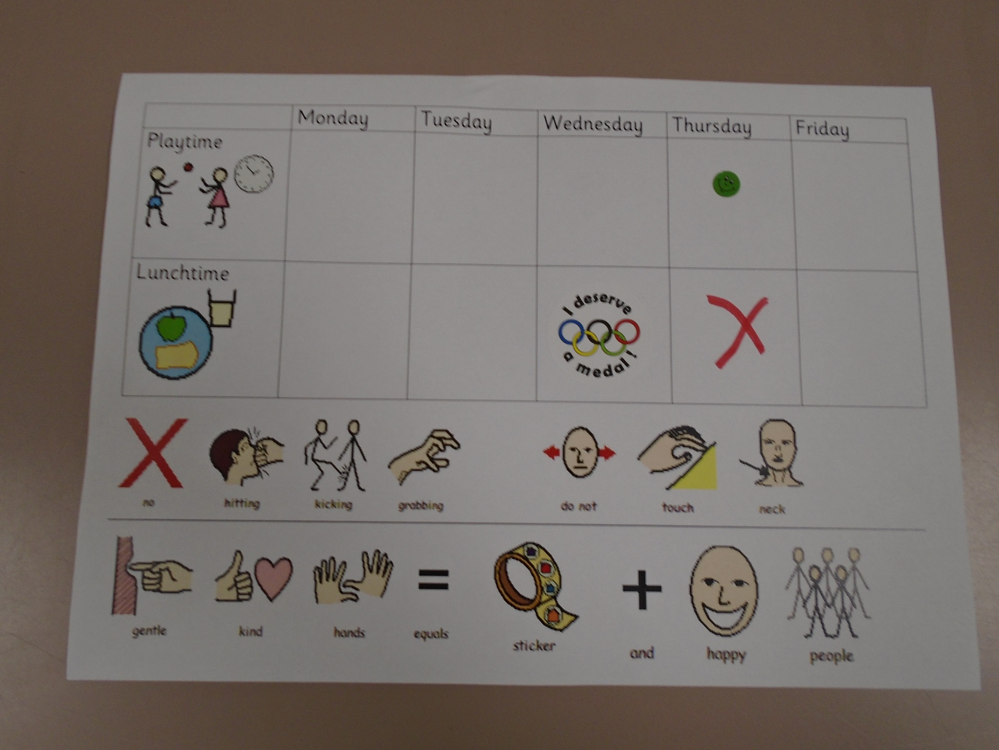 Monday Tuesday Wednesday Thursday Friday
Playtime
Lunchtime
I deserve
a medal!
no hitting kicking grabbing do not touch neck
gentle kind hands equals sticker and happy people